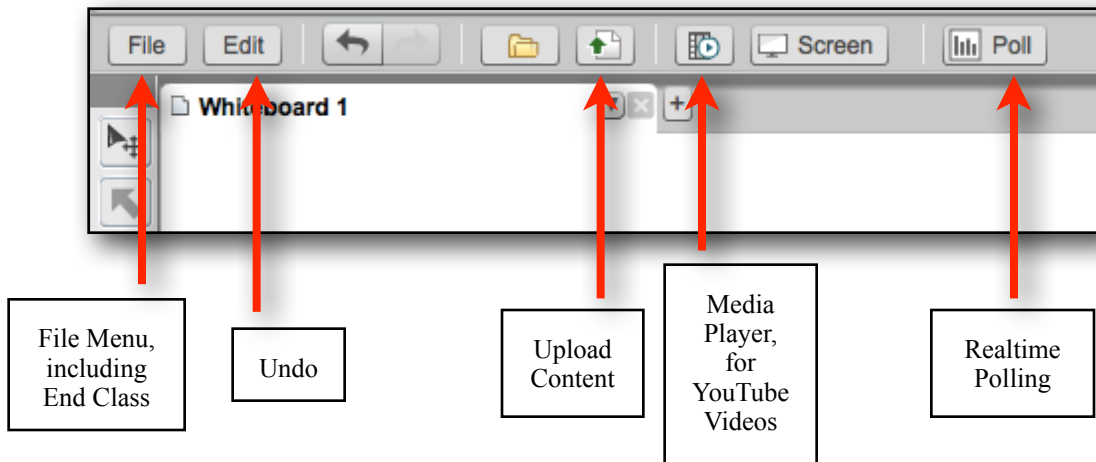 File Edit Screen Poll
Whiteboard 1
File Menu,
including
End Class
Undo
Upload
Content
Media
Player,
for
YouTube
Videos
Realtime
Polling